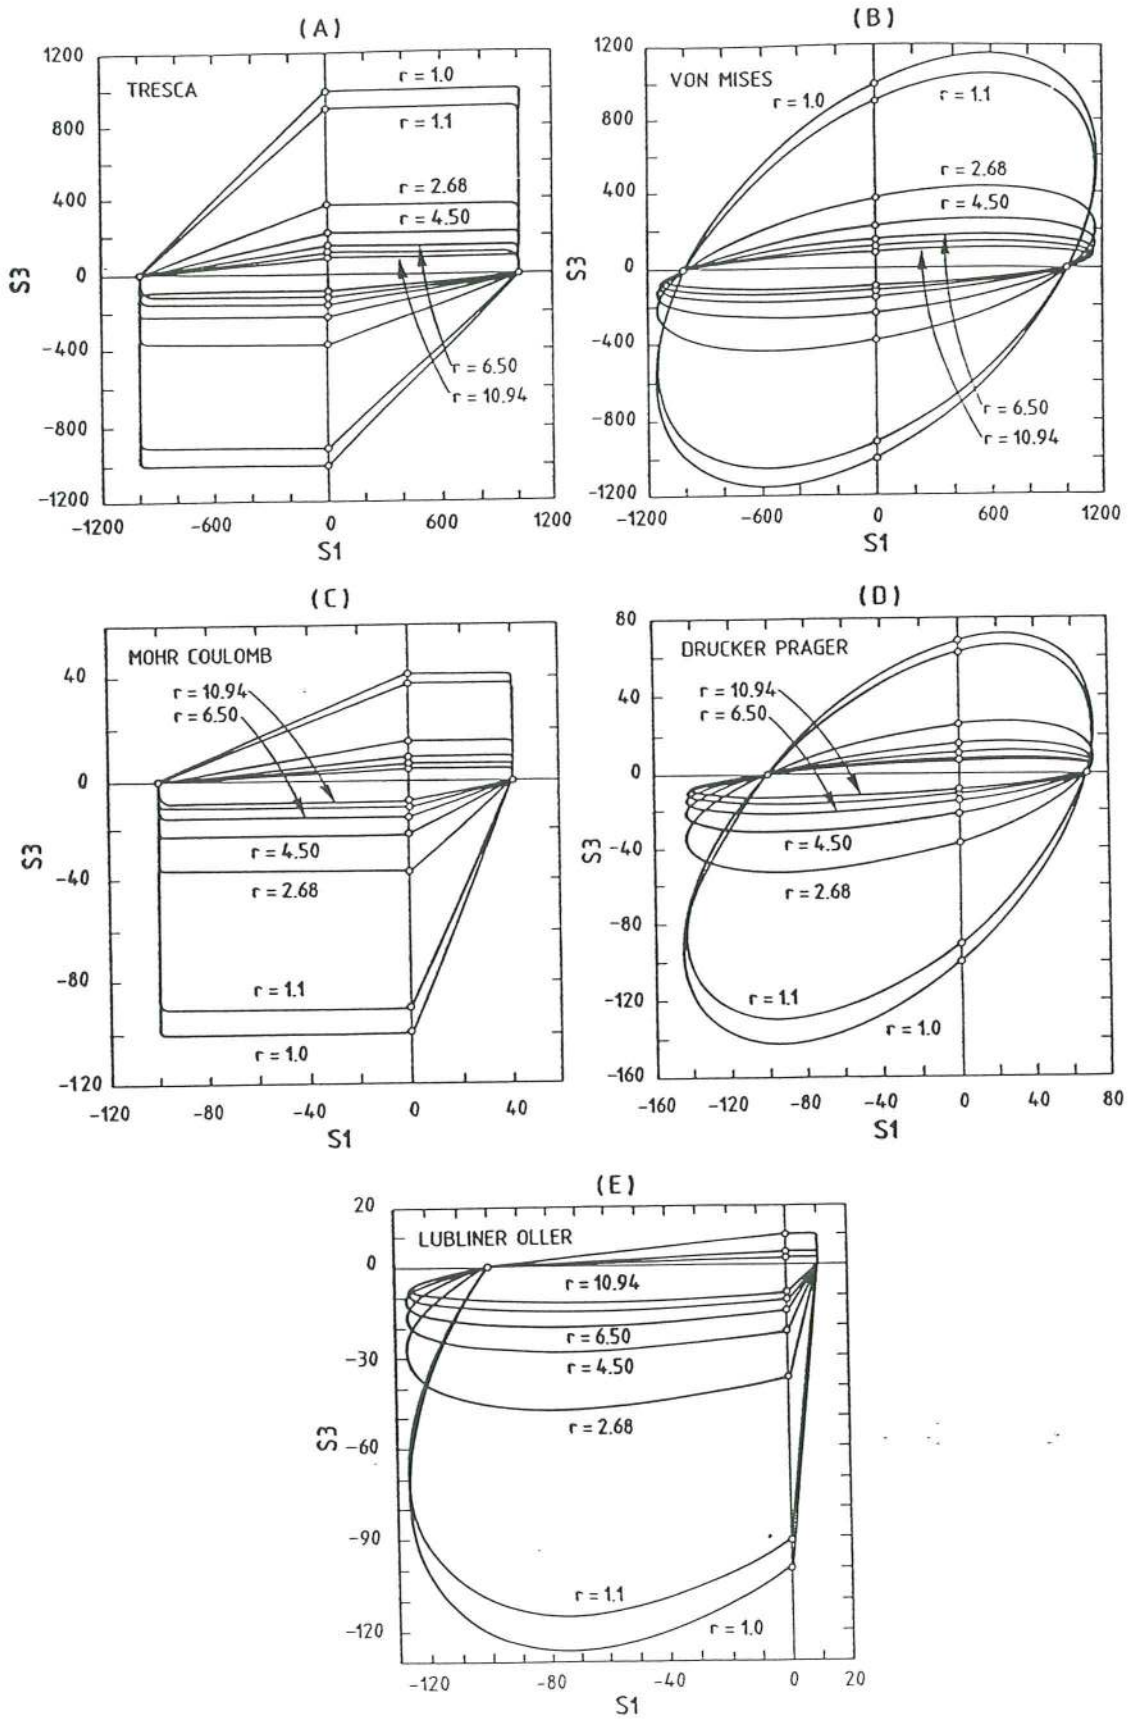 (A)
TRESCA
r = 1.0
r = 1.1
r = 2.68
r = 4.50
r = 6.50
r = 10.94
1200
800
400
0
-400
-800
-1200
S3
-1200 -600 0 600 1200
S1
(B)
VON MISES
r = 1.0
r = 1.1
r = 2.68
r = 4.50
r = 6.50
r = 10.94
1200
800
400
0
-400
-800
-1200
S3
-1200 -600 0 600 1200
S1
(C)
MOHR COULOMB
r = 10.94
r = 6.50
r = 4.50
r = 2.68
r = 1.1
r = 1.0
40
0
-40
-80
-120
S3
-120 -80 -40 0 40
S1
(D)
DRUCKER PRAGER
r = 10.94
r = 6.50
r = 4.50
r = 2.68
r = 1.1
r = 1.0
80
40
0
-40
-80
-120
-160
S3
-160 -120 -80 -40 0 40 80
S1
(E)
LUBLINER OLLER
r = 10.94
r = 6.50
r = 4.50
r = 2.68
r = 1.1
r = 1.0
20
0
-30
-60
-90
-120
S3
-120 -80 -40 0 20
S1